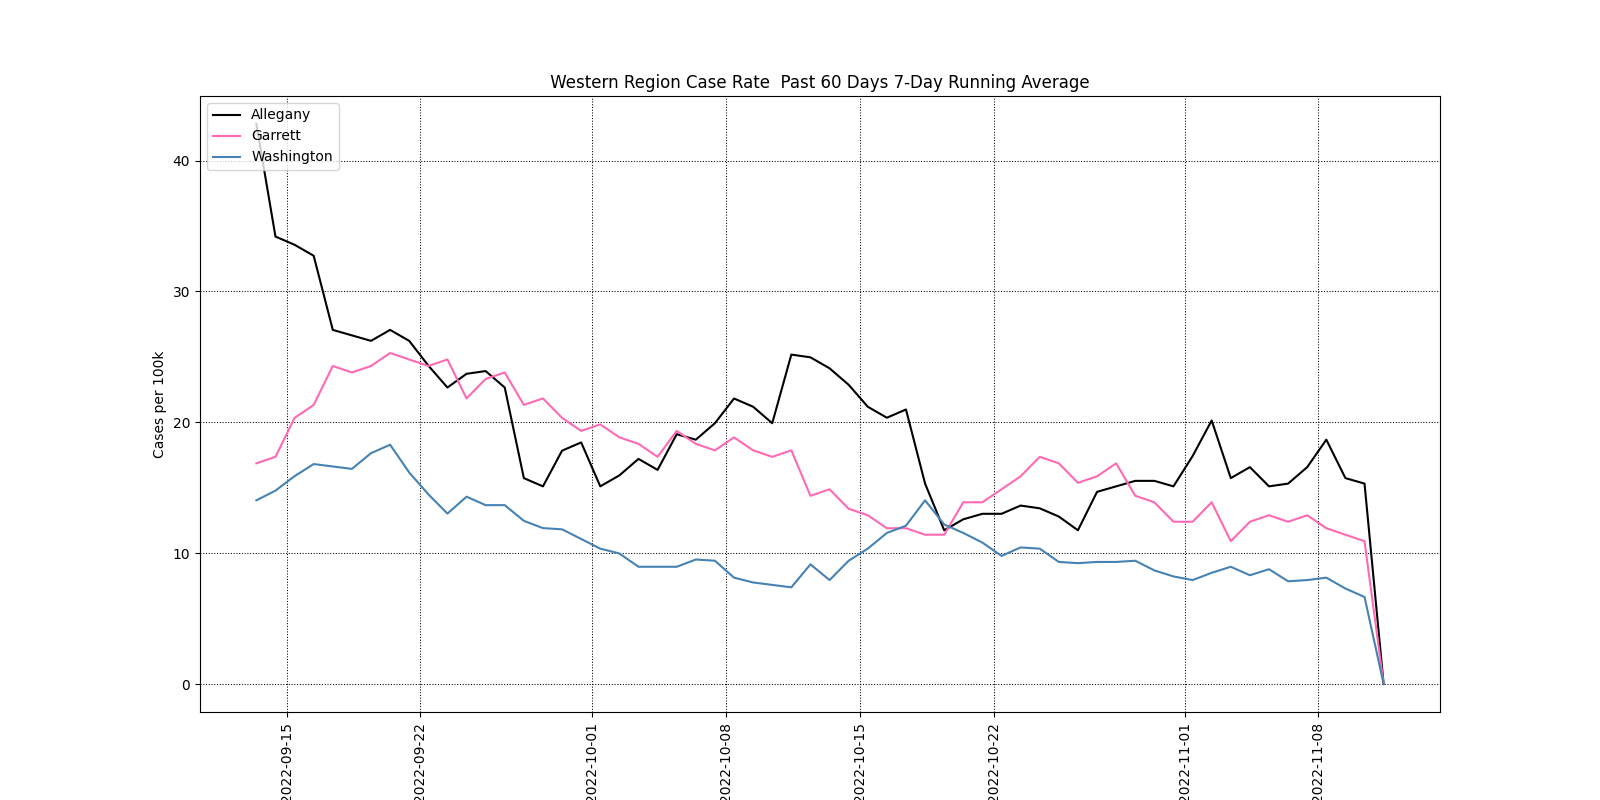 Western Region Case Rate  Past 60 Days 7-Day Running Average
Allegany
Garrett
Washington
Cases per 100k
40
30
20
10
0
2022-09-15
2022-09-22
2022-10-01
2022-10-08
2022-10-15
2022-10-22
2022-11-01
2022-11-08